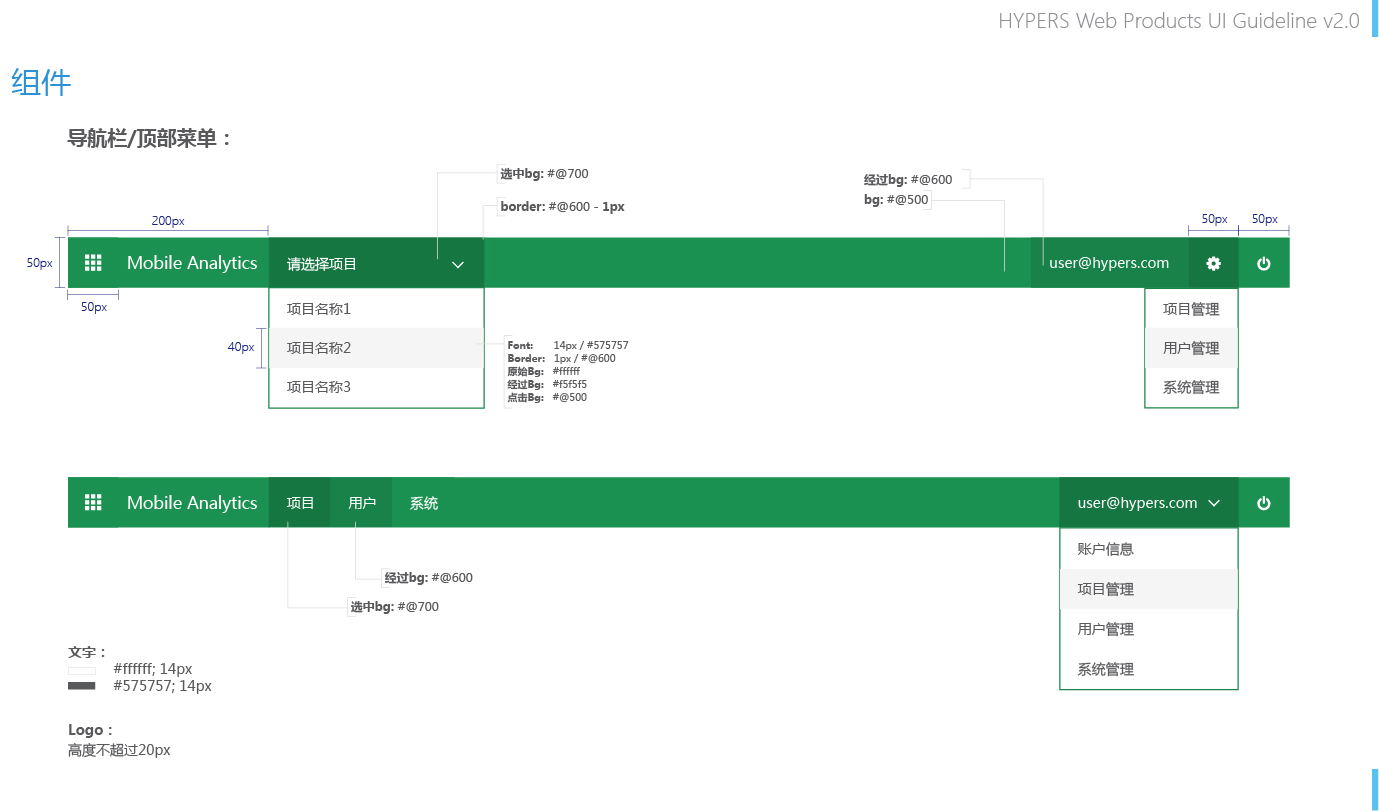 HYPERS Web Products UI Guideline v2.0
组件
导航栏/顶部菜单：
选中bg: #@700
border: #@600 - 1px
经过bg: #@600
bg: #@500
200px
50px
50px
50px
Mobile Analytics
请选择项目
user@hypers.com
50px
项目名称1
项目名称2
项目名称3
40px
Font: 14px / #575757
Border: 1px / #@600
原始Bg: #ffffff
经过Bg: #f5f5f5
点击Bg: #@500
项目管理
用户管理
系统管理
Mobile Analytics
项目
用户
系统
user@hypers.com
经过bg: #@600
选中bg: #@700
账户信息
项目管理
用户管理
系统管理
文字：
#ffffff; 14px
#575757; 14px
Logo：
高度不超过20px